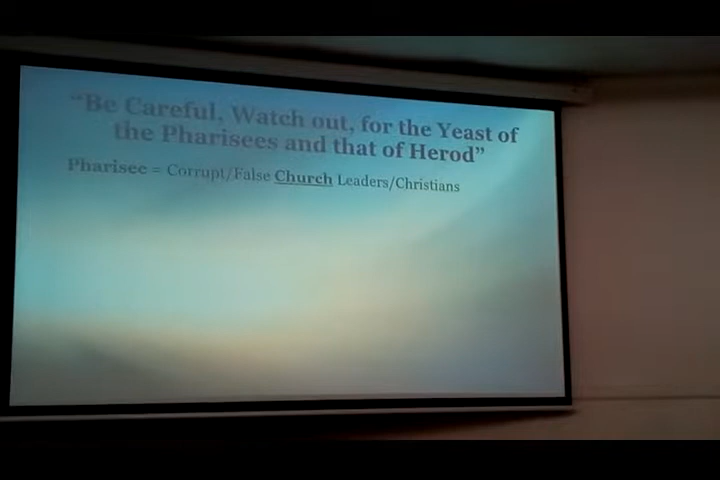 “Be Careful, Watch out, for the Yeast of
the Pharisees and that of Herod”
Pharisee = Corrupt/False Church Leaders/Christians